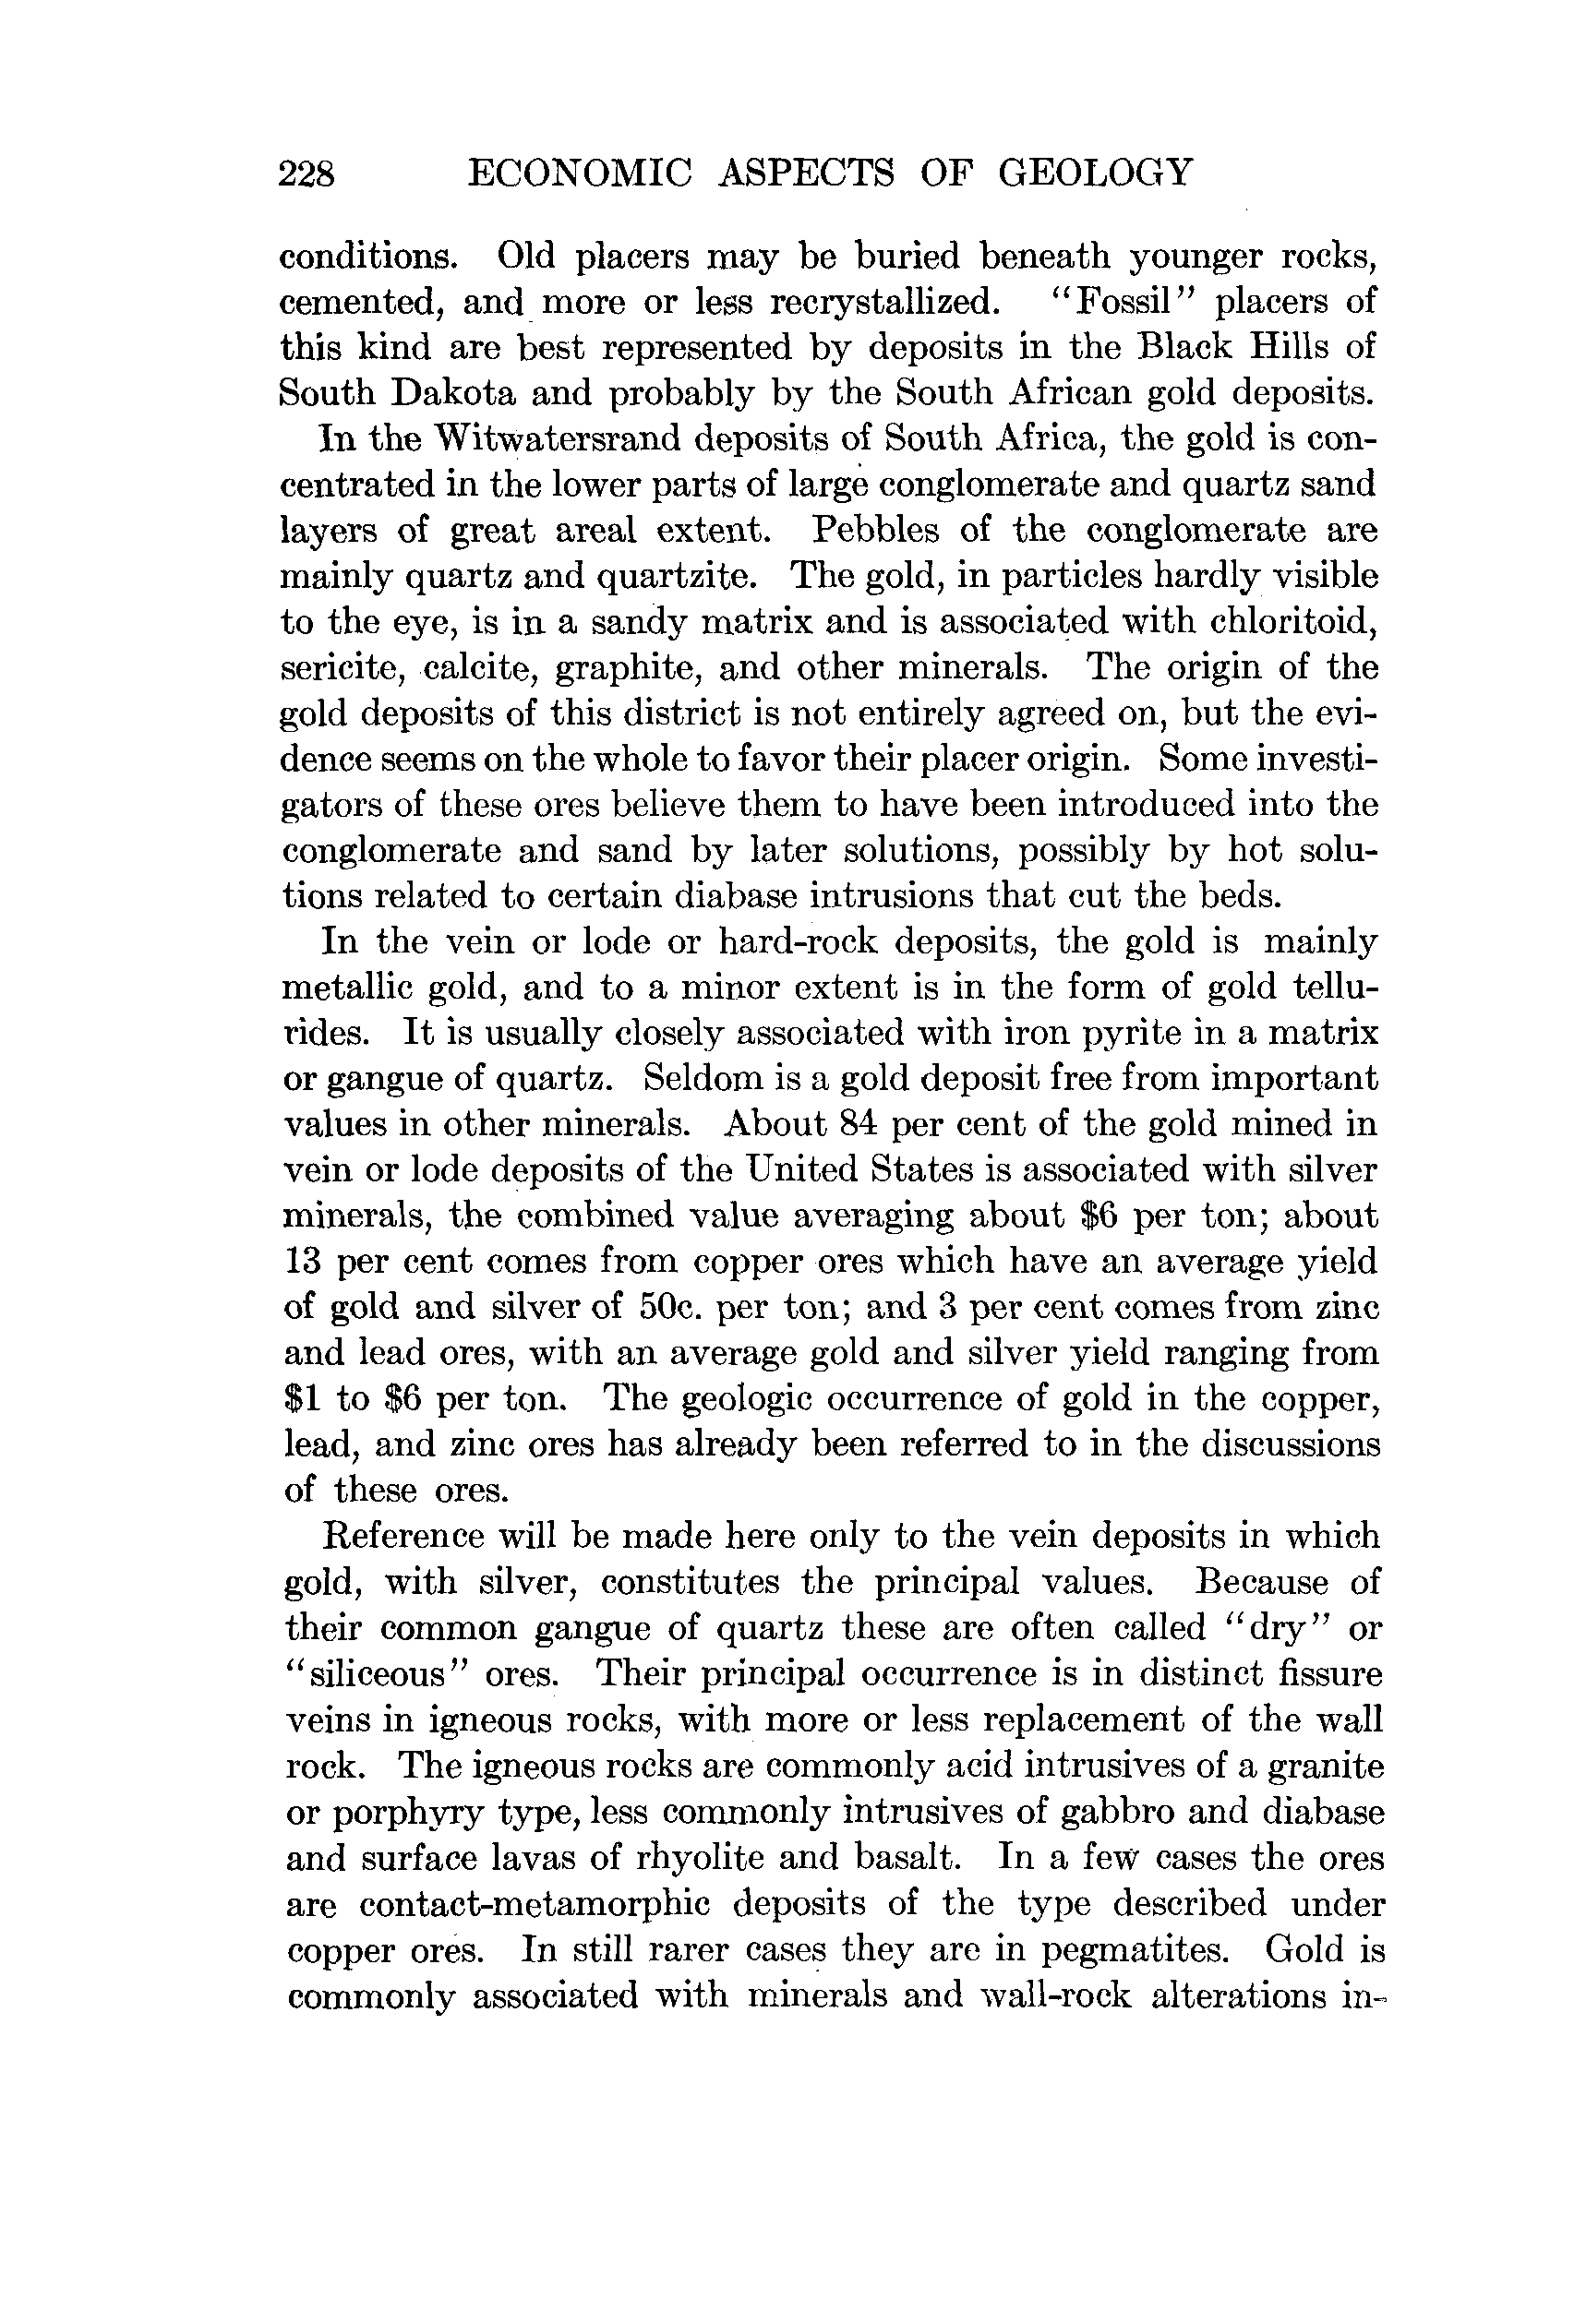 228 ECONOMIC ASPECTS OF GEOLOGY
conditions. Old placers may be buried beneath younger rocks,
cemented, and more or less recrystallized. "Fossil" placers of
this kind are best represented by deposits in the Black Hills of
South Dakota and probably by the South African gold deposits.
In the Witwatersrand deposits of South Africa, the gold is con-
centrated in the lower parts of large conglomerate and quartz sand
layers of great areal extent. Pebbles of the conglomerate are
mainly quartz and quartzite. The gold, in particles hardly visible
to the eye, is in a sandy matrix and is associated with chloritoid,
sericite, calcite, graphite, and other minerals. The origin of the
gold deposits of this district is not entirely agreed on, but the evi-
dence seems on the whole to favor their placer origin. Some investi-
gators of these ores believe them to have been introduced into the
conglomerate and sand by later solutions, possibly by hot solu-
tions related to certain diabase intrusions that cut the beds.
In the vein or lode or hard-rock deposits, the gold is mainly
metallic gold, and to a minor extent is in the form of gold tellu-
rides. It is usually closely associated with iron pyrite in a matrix
or gangue of quartz. Seldom is a gold deposit free from important
values in other minerals. About 84 per cent of the gold mined in
vein or lode deposits of the United States is associated with silver
minerals, the combined value averaging about $6 per ton; about
13 per cent comes from copper ores which have an average yield
of gold and silver of 50c. per ton; and 3 per cent comes from zinc
and lead ores, with an average gold and silver yield ranging from
$1 to $6 per ton. The geologic occurrence of gold in the copper,
lead, and zinc ores has already been referred to in the discussions
of these ores.
Reference will be made here only to the vein deposits in which
gold, with silver, constitutes the principal values. Because of
their common gangue of quartz these are often called "dry" or
"siliceous" ores. Their principal occurrence is in distinct fissure
veins in igneous rocks, with more or less replacement of the wall
rock. The igneous rocks are commonly acid intrusives of a granite
or porphyry type, less commonly intrusives of gabbro and diabase
and surface lavas of rhyolite and basalt. In a few cases the ores
are contact-metamorphic deposits of the type described under
copper ores. In still rarer cases they are in pegmatites. Gold is
commonly associated with minerals and wall-rock alterations in-